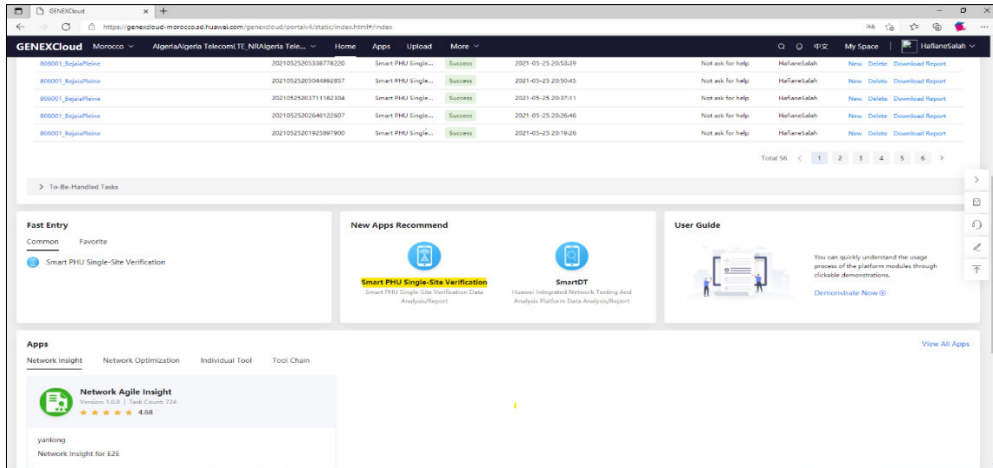 GENEXCloud
https://genexcloud-morocco.ad.huawei.com/genexcloud/portalv4/static/index.html#/index
GENEXCloud Morocco AlgeriaAlgeria TelecomLTE_NRAlgeria Tele... Home Apps Upload More 中文 My Space HafianeSalah
806001_BejaiaPleine 20210525205338778220 Smart PHU Single... Success 2021-05-25 20:53:39 Not ask for help HafianeSalah New Delete Download Report
806001_BejaiaPleine 20210525205044992857 Smart PHU Single... Success 2021-05-25 20:50:45 Not ask for help HafianeSalah New Delete Download Report
806001_BejaiaPleine 20210525203711182304 Smart PHU Single... Success 2021-05-25 20:37:11 Not ask for help HafianeSalah New Delete Download Report
806001_BejaiaPleine 20210525202646122607 Smart PHU Single... Success 2021-05-25 20:26:46 Not ask for help HafianeSalah New Delete Download Report
806001_BejaiaPleine 20210525201925897900 Smart PHU Single... Success 2021-05-25 20:19:26 Not ask for help HafianeSalah New Delete Download Report
Total 56 < 1 2 3 4 5 6 >
> To-Be-Handled Tasks
Fast Entry
Common Favorite
Smart PHU Single-Site Verification
New Apps Recommend
Smart PHU Single-Site Verification
Smart PHU Single-Site Verification Data
Analysis/Report
SmartDT
Huawei Integrated Network Testing And
Analysis Platform Data Analysis/Report
User Guide
You can quickly understand the usage
process of the platform modules through
clickable demonstrations.
Demonstrate Now
Apps View All Apps
Network Insight Network Optimization Individual Tool Tool Chain
Network Agile Insight
Version: 1.0.0 | Task Count: 724
4.68
yanlong
Network Insight for E2E